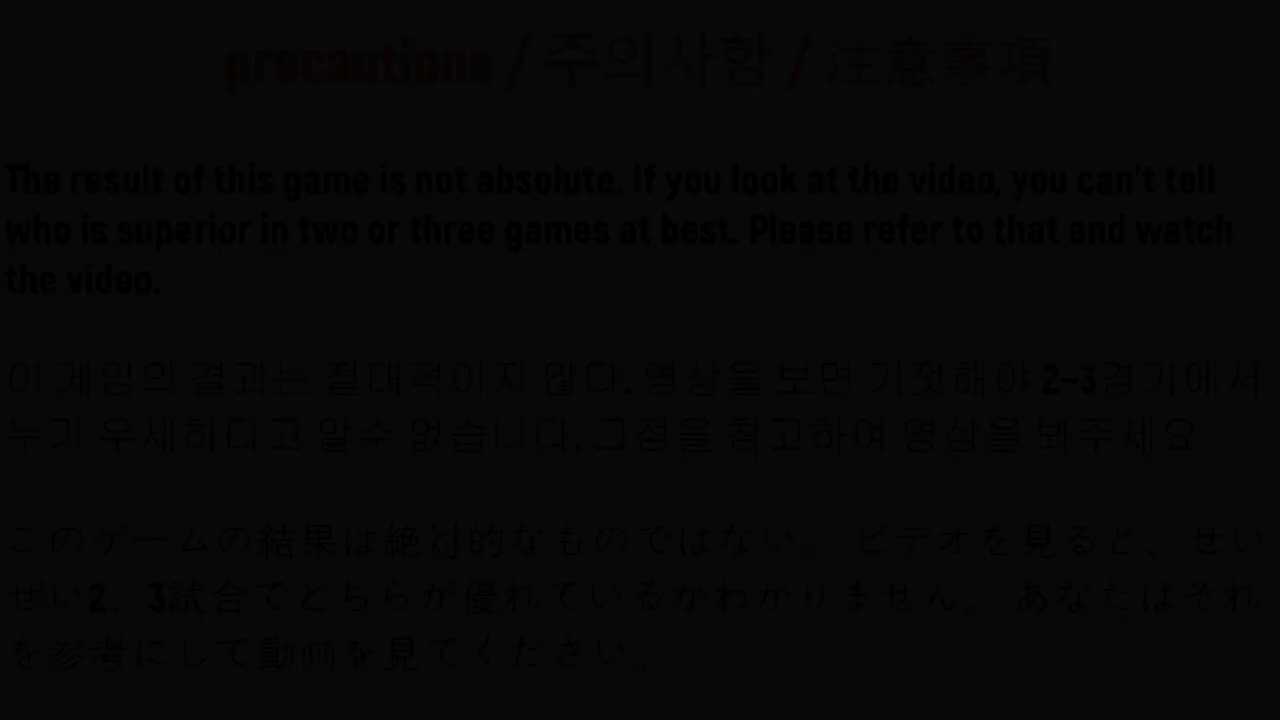 precautions / 주의사항 / 注意事項
The result of this game is not absolute. If you look at the video, you can't tell
who is superior in two or three games at best. Please refer to that and watch
the video.
이 게임의 결과는 절대적이지 않다. 영상을 보면 기껏해야 2-3경기에서
누가 우세하다고 알수 없습니다. 그점을 참고하여 영상을 봐주세요
このゲームの結果は絶対的なものではない。 ビデオを見ると、せい
ぜい2、3試合でどちらが優れているかわかりません。 あなたはそれ
を参考にして動画を見てください。